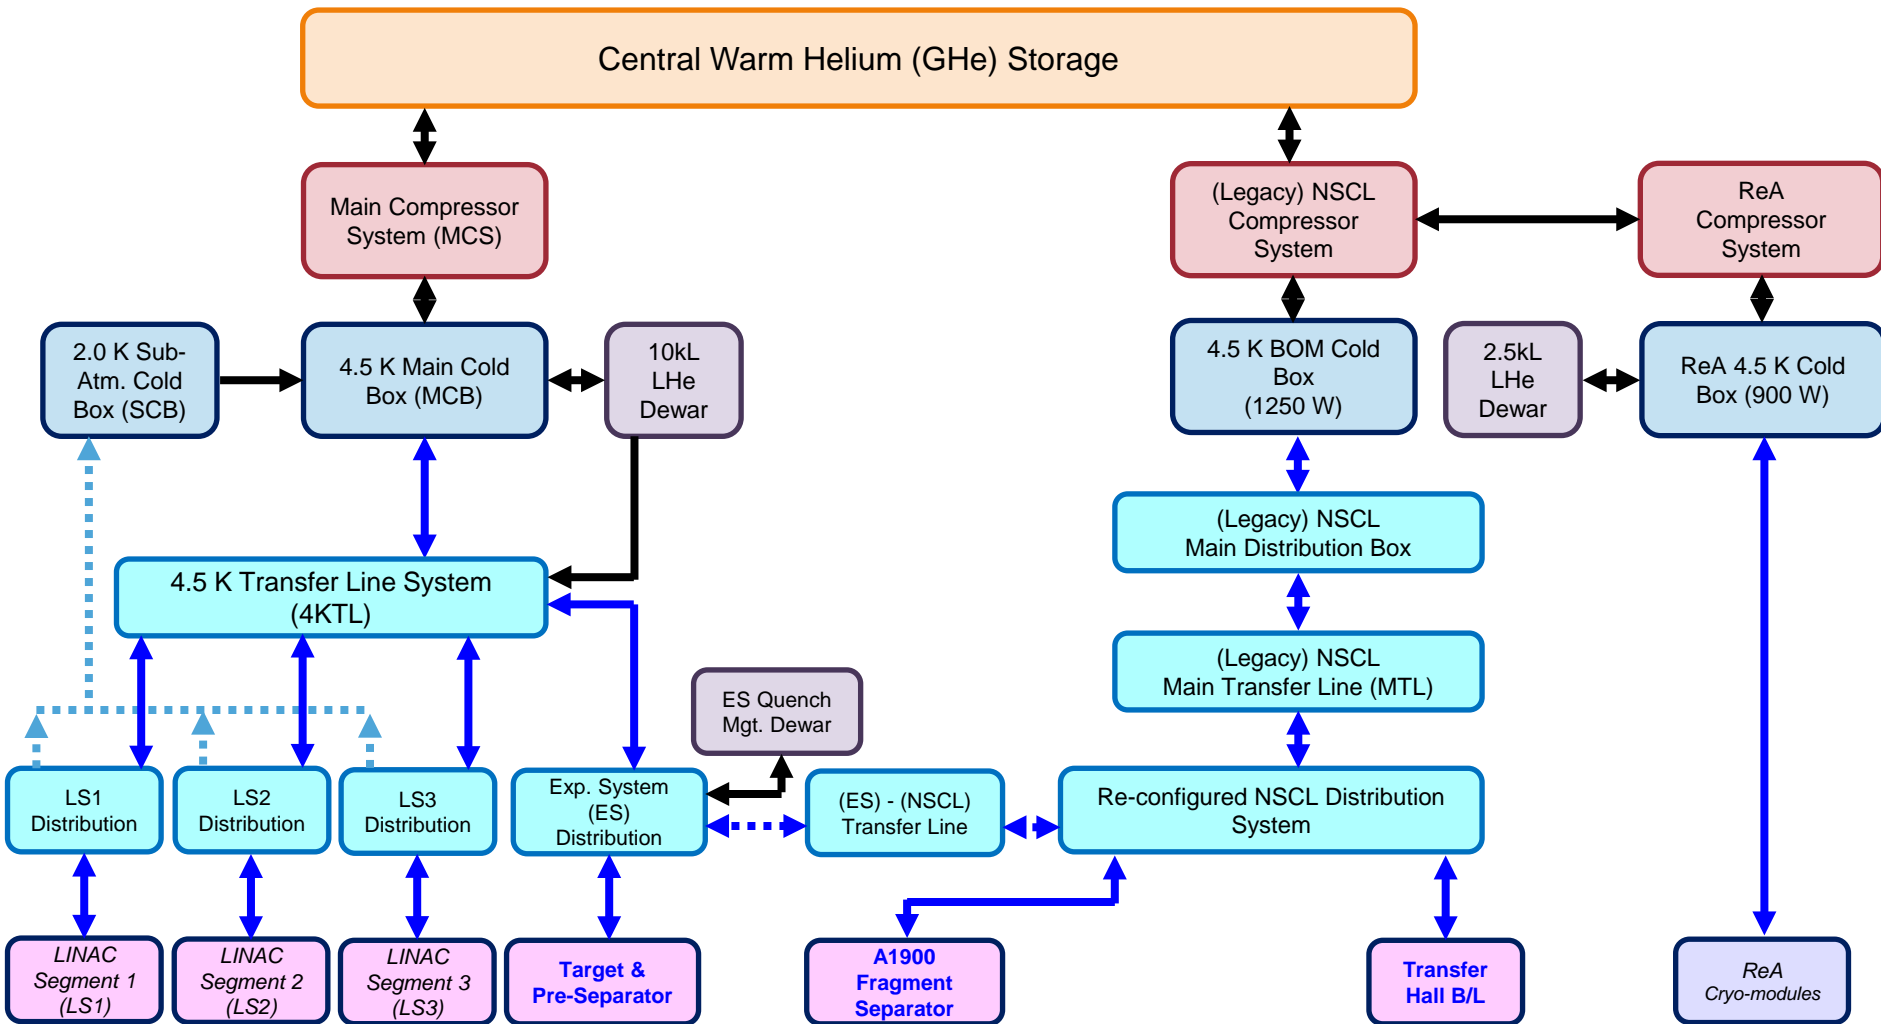 Central Warm Helium (GHe) Storage
Main Compressor
System (MCS)
(Legacy) NSCL
Compressor
System
ReA
Compressor
System
2.0 K Sub-
Atm. Cold
Box (SCB)
4.5 K Main Cold
Box (MCB)
10kL
LHe
Dewar
4.5 K BOM Cold
Box
(1250 W)
2.5kL
LHe
Dewar
ReA 4.5 K Cold
Box (900 W)
(Legacy) NSCL
Main Distribution Box
4.5 K Transfer Line System
(4KTL)
(Legacy) NSCL
Main Transfer Line (MTL)
ES Quench
Mgt. Dewar
LS1
Distribution
LS2
Distribution
LS3
Distribution
Exp. System
(ES)
Distribution
(ES) - (NSCL)
Transfer Line
Re-configured NSCL Distribution
System
LINAC
Segment 1
(LS1)
LINAC
Segment 2
(LS2)
LINAC
Segment 3
(LS3)
Target &
Pre-Separator
A1900
Fragment
Separator
Transfer
Hall B/L
ReA
Cryo-modules